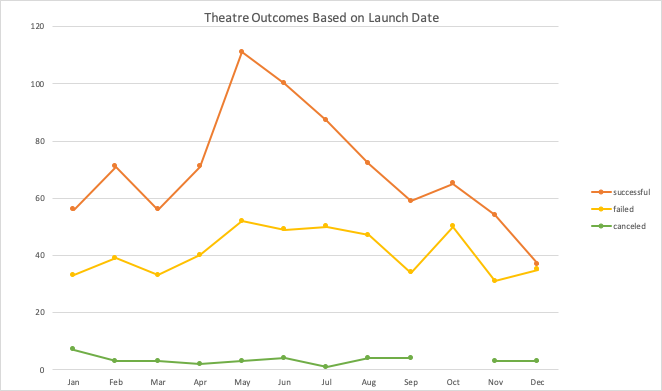 Theatre Outcomes Based on Launch Date
120
100
80
60
40
20
0
Jan Feb Mar Apr May Jun Jul Aug Sep Oct Nov Dec
successful
failed
canceled